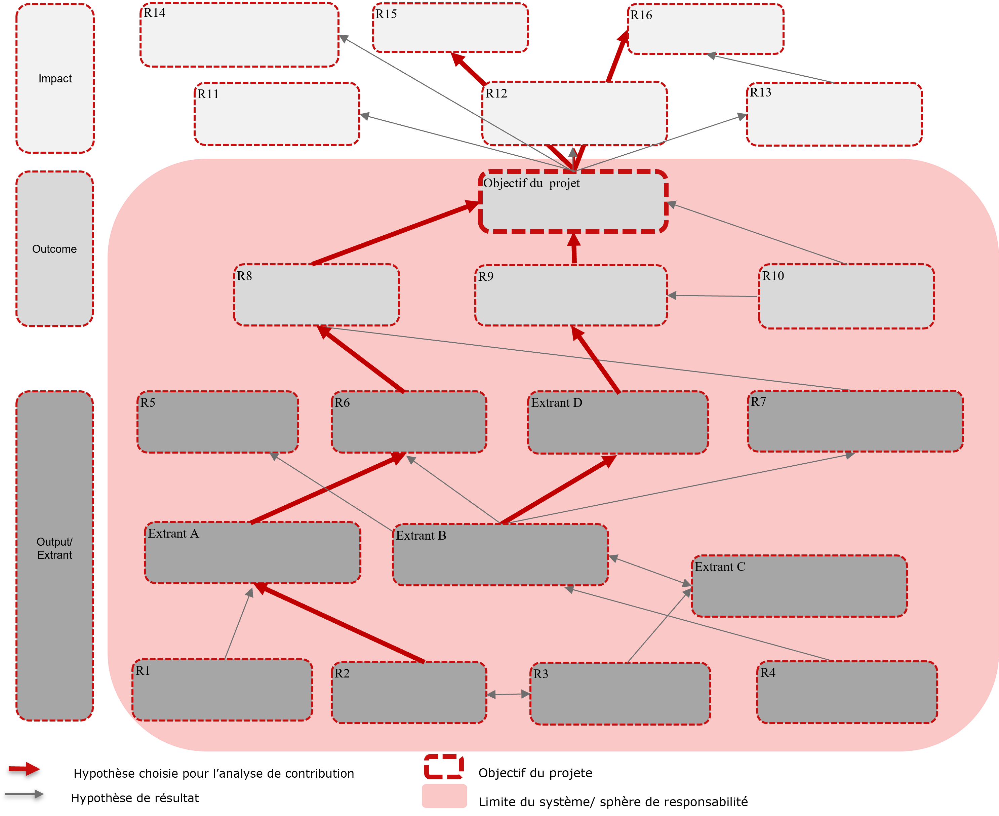 R14
R15
R16
Impact
R11
R12
R13
Objectif du  projet
Outcome
R8
R9
R10
R5
R6
Extrant D
R7
Output/
Extrant
Extrant A
Extrant B
Extrant C
R1
R2
R3
R4
Hypothèse choisie pour l’analyse de contribution
Objectif du projete
Hypothèse de résultat
Limite du système/ sphère de responsabilité